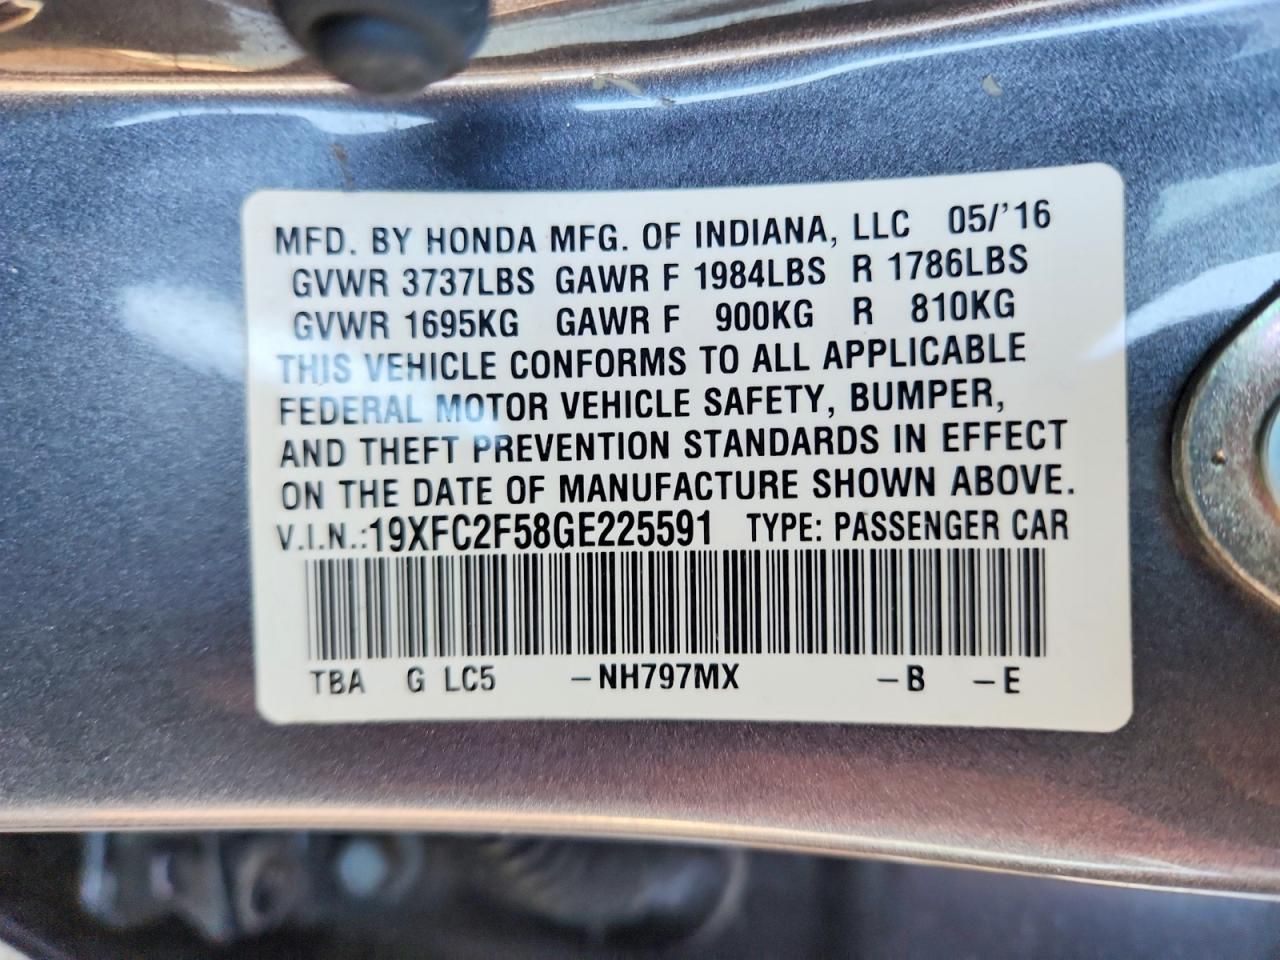 MFD. BY HONDA MFG. OF INDIANA, LLC 05/'16
GVWR 3737LBS GAWR F 1984LBS R 1786LBS
GVWR 1695KG GAWR F 900KG R 810KG
THIS VEHICLE CONFORMS TO ALL APPLICABLE
FEDERAL MOTOR VEHICLE SAFETY, BUMPER,
AND THEFT PREVENTION STANDARDS IN EFFECT
ON THE DATE OF MANUFACTURE SHOWN ABOVE.
V.I.N.:19XFC2F58GE225591 TYPE: PASSENGER CAR
TBA G LC5 -NH797MX -B -E